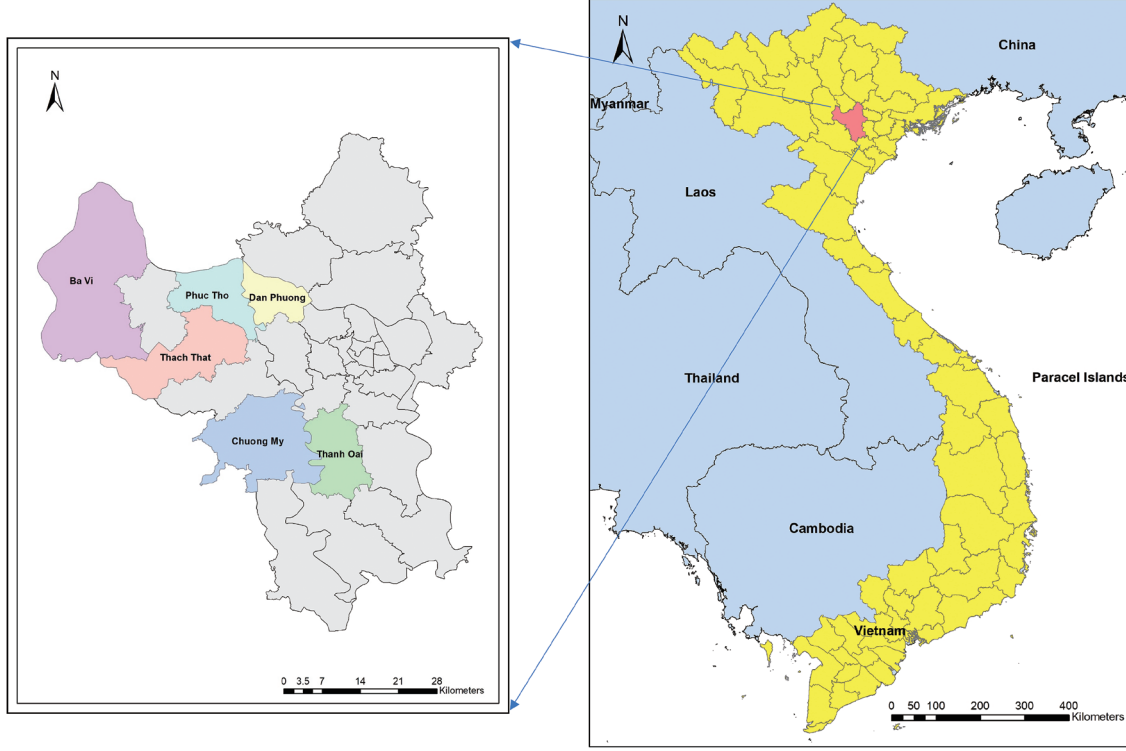 N
Ba Vi
Phuc Tho
Dan Phuong
Thach That
Chuong My
Thanh Oai
0 3.5 7 14 21 28
Kilometers
N
China
Myanmar
Laos
Thailand
Paracel Islands
Cambodia
Vietnam
0 50 100 200 300 400
Kilometers